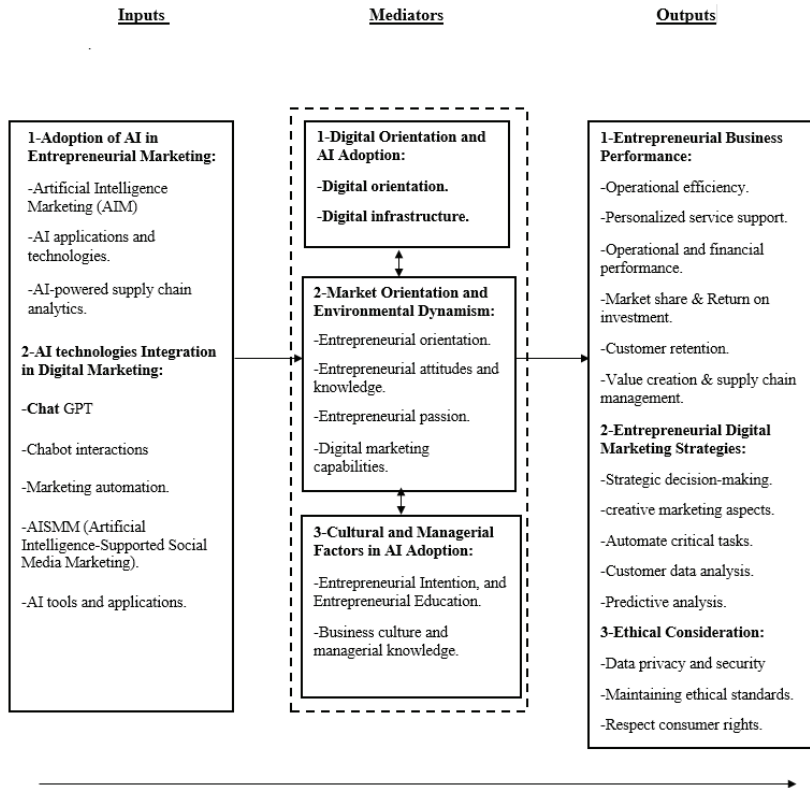 Inputs
Mediators
Outputs
1-Adoption of AI in
Entrepreneurial Marketing:
-Artificial Intelligence
Marketing (AIM)
-AI applications and
technologies.
-AI-powered supply chain
analytics.
2-AI technologies Integration
in Digital Marketing:
-Chat GPT
-Chabot interactions
-Marketing automation.
-AISMM (Artificial
Intelligence-Supported Social
Media Marketing).
-AI tools and applications.
1-Digital Orientation and
AI Adoption:
-Digital orientation.
-Digital infrastructure.
2-Market Orientation and
Environmental Dynamism:
-Entrepreneurial orientation.
-Entrepreneurial attitudes and
knowledge.
-Entrepreneurial passion.
-Digital marketing
capabilities.
3-Cultural and Managerial
Factors in AI Adoption:
-Entrepreneurial Intention, and
Entrepreneurial Education.
-Business culture and
managerial knowledge.
1-Entrepreneurial Business
Performance:
-Operational efficiency.
-Personalized service support.
-Operational and financial
performance.
-Market share & Return on
investment.
-Customer retention.
-Value creation & supply chain
management.
2-Entrepreneurial Digital
Marketing Strategies:
-Strategic decision-making.
-creative marketing aspects.
-Automate critical tasks.
-Customer data analysis.
-Predictive analysis.
3-Ethical Consideration:
-Data privacy and security
-Maintaining ethical standards.
-Respect consumer rights.